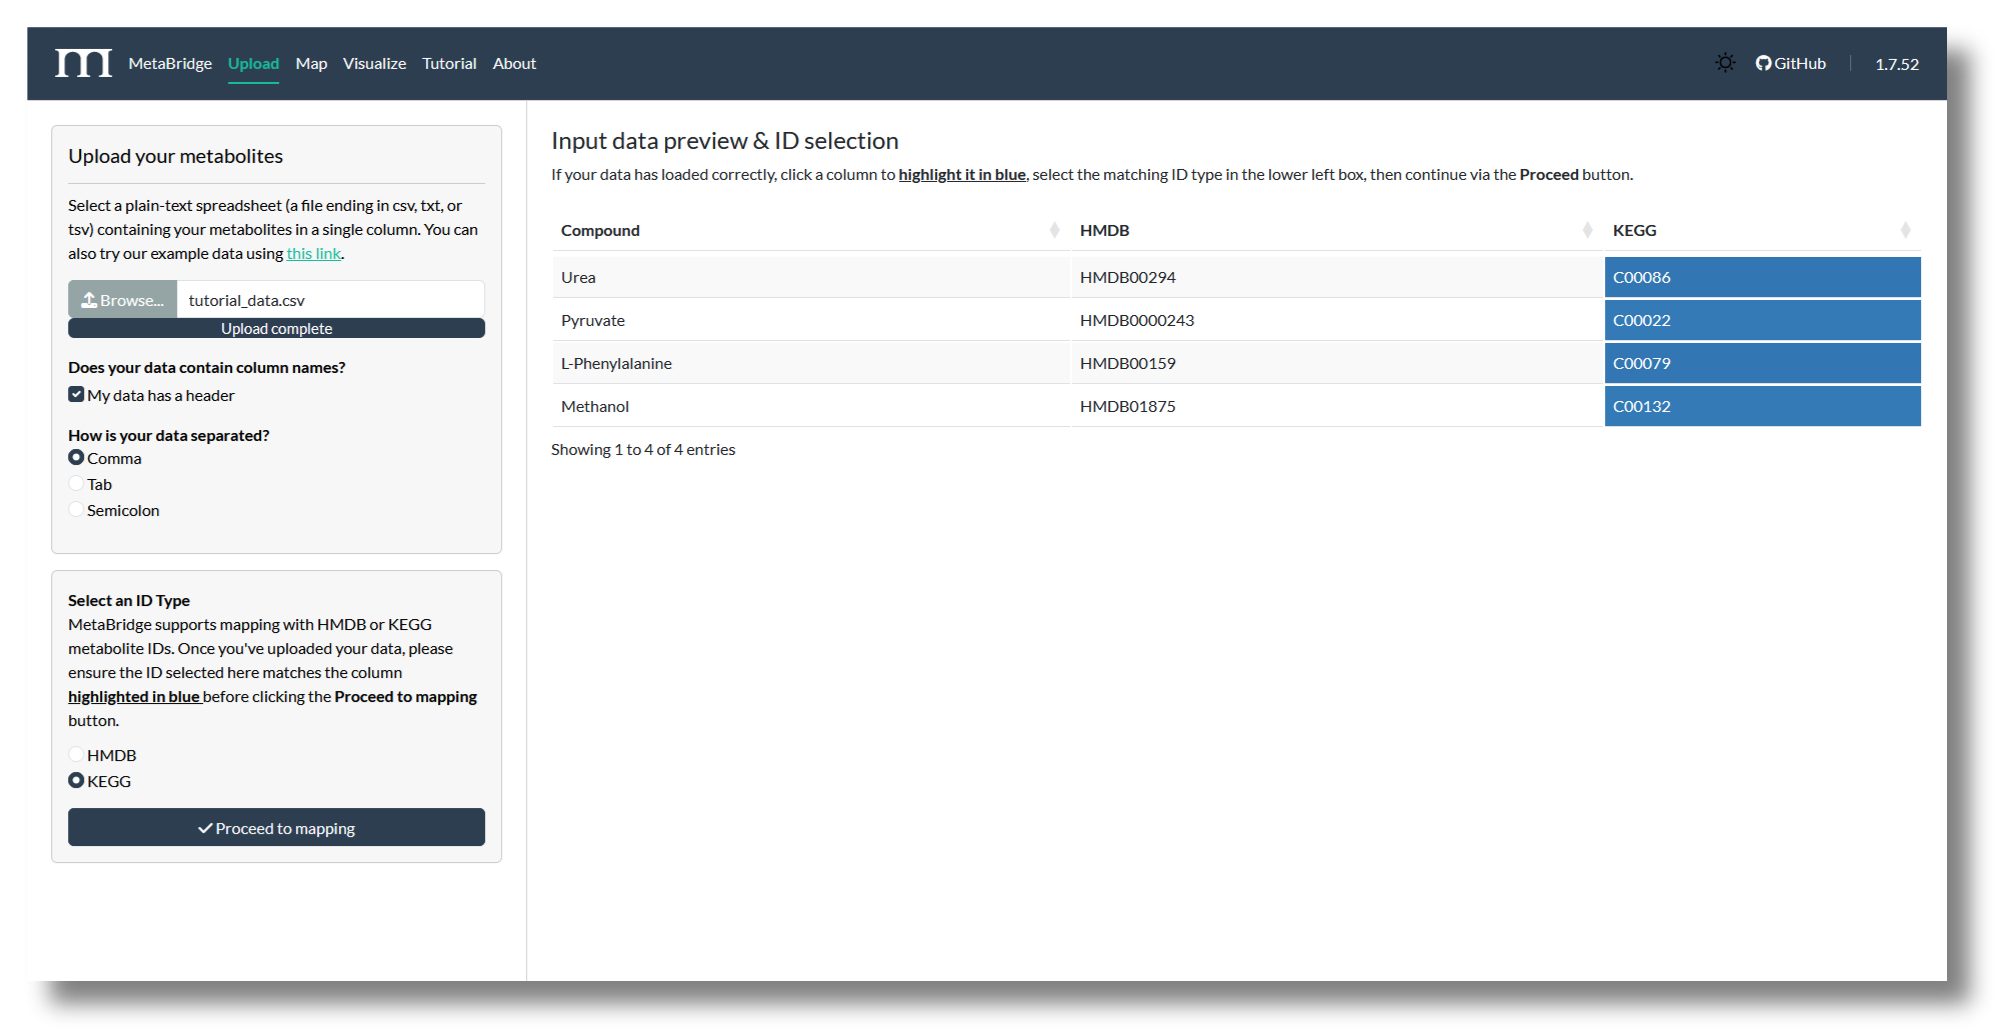 m MetaBridge Upload Map Visualize Tutorial About GitHub 1.7.52
Upload your metabolites
Select a plain-text spreadsheet (a file ending in csv, txt, or
tsv) containing your metabolites in a single column. You can
also try our example data using this link.
Browse... tutorial_data.csv
Upload complete
Does your data contain column names?
My data has a header
How is your data separated?
Comma
Tab
Semicolon
Select an ID Type
MetaBridge supports mapping with HMDB or KEGG
metabolite IDs. Once you've uploaded your data, please
ensure the ID selected here matches the column
highlighted in blue before clicking the Proceed to mapping
button.
HMDB
KEGG
Proceed to mapping
Input data preview & ID selection
If your data has loaded correctly, click a column to highlight it in blue, select the matching ID type in the lower left box, then continue via the Proceed button.
Compound HMDB KEGG
Urea HMDB00294 C00086
Pyruvate HMDB0000243 C00022
L-Phenylalanine HMDB00159 C00079
Methanol HMDB01875 C00132
Showing 1 to 4 of 4 entries